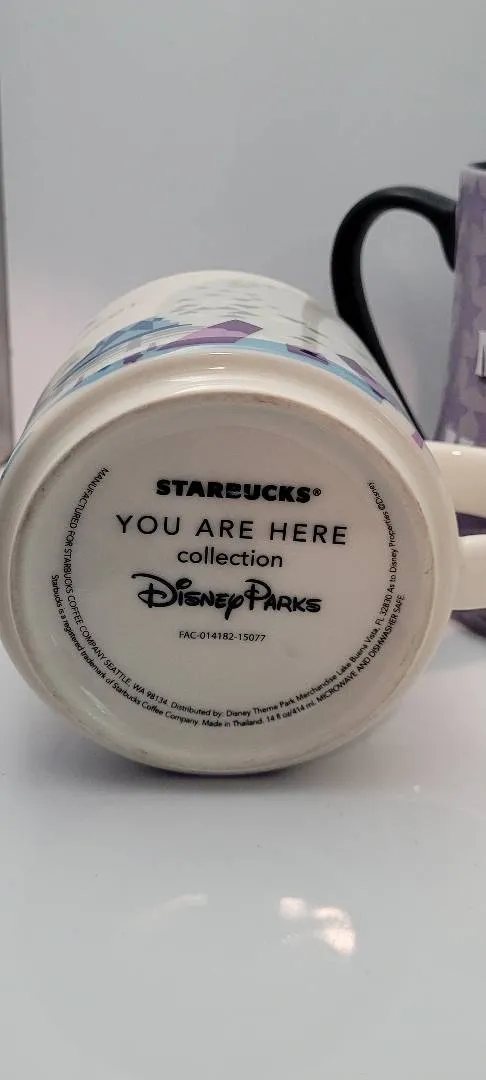 STARBUCKS®
YOU ARE HERE
collection
Disney Parks
FAC-014182-15077
MANUFACTURED FOR STARBUCKS COFFEE COMPANY SEATTLE, WA 98134. Distributed by: Disney Theme Park Merchandise Lake Buena Vista, FL 32830 As to Disney Properties ©Disney
Starbucks is a registered trademark of Starbucks Coffee Company. Made in Thailand. 14 fl oz/414 mL MICROWAVE AND DISHWASHER SAFE